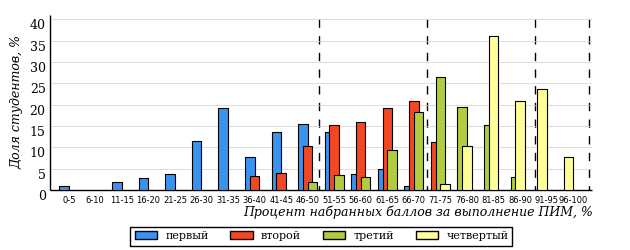 Доля студентов, %
40
35
30
25
20
15
10
5
0
0-5 6-10 11-15 16-20 21-25 26-30 31-35 36-40 41-45 46-50 51-55 56-60 61-65 66-70 71-75 76-80 81-85 86-90 91-95 96-100
Процент набранных баллов за выполнение ПИМ, %
первый второй третий четвертый